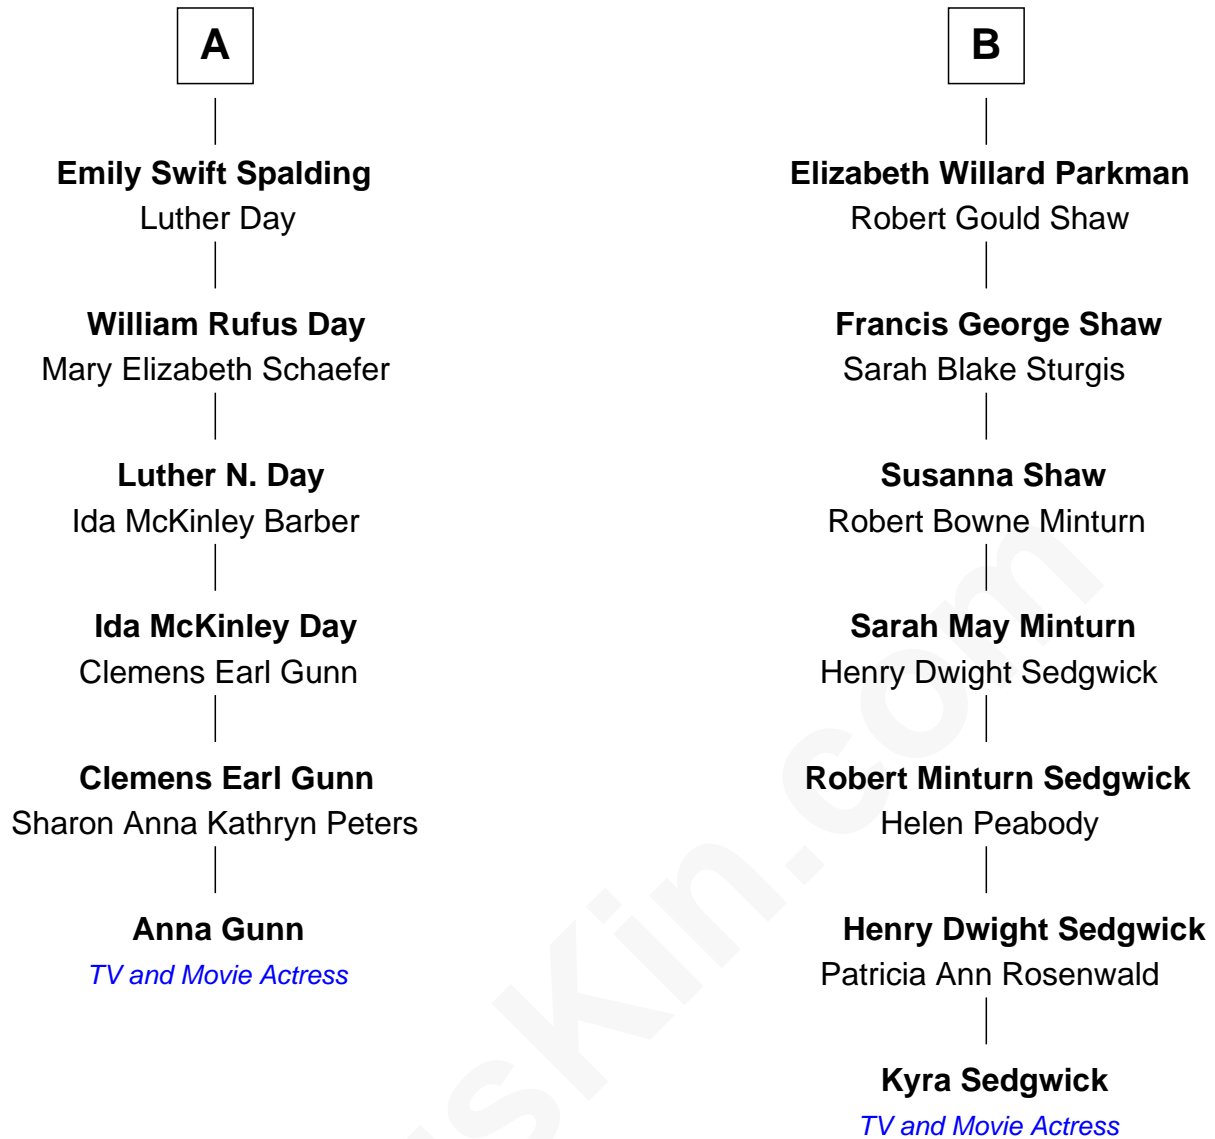 A
Emily Swift Spalding
Luther Day
William Rufus Day
Mary Elizabeth Schaefer
Luther N. Day
Ida McKinley Barber
Ida McKinley Day
Clemens Earl Gunn
Clemens Earl Gunn
Sharon Anna Kathryn Peters
Anna Gunn
TV and Movie Actress
B
Elizabeth Willard Parkman
Robert Gould Shaw
Francis George Shaw
Sarah Blake Sturgis
Susanna Shaw
Robert Bowne Minturn
Sarah May Minturn
Henry Dwight Sedgwick
Robert Minturn Sedgwick
Helen Peabody
Henry Dwight Sedgwick
Patricia Ann Rosenwald
Kyra Sedgwick
TV and Movie Actress
usKin.com